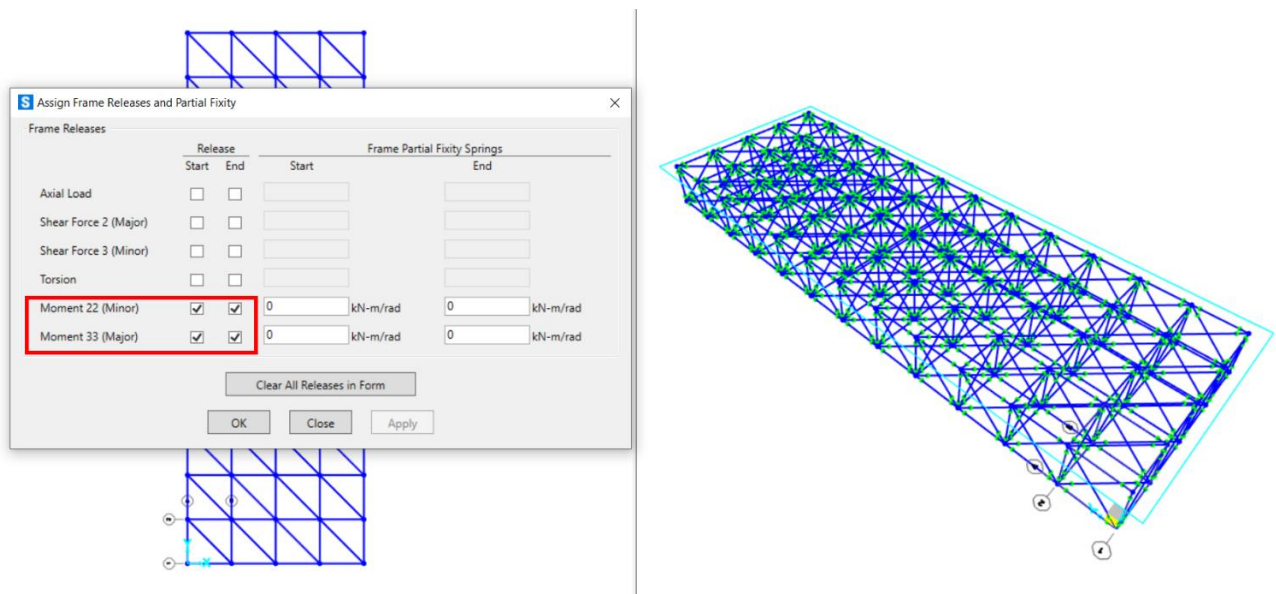 S Assign Frame Releases and Partial Fixity
Frame Releases
Release Frame Partial Fixity Springs
Start End Start End
Axial Load
Shear Force 2 (Major)
Shear Force 3 (Minor)
Torsion
Moment 22 (Minor) 0 kN-m/rad 0 kN-m/rad
Moment 33 (Major) 0 kN-m/rad 0 kN-m/rad
Clear All Releases in Form
OK Close Apply